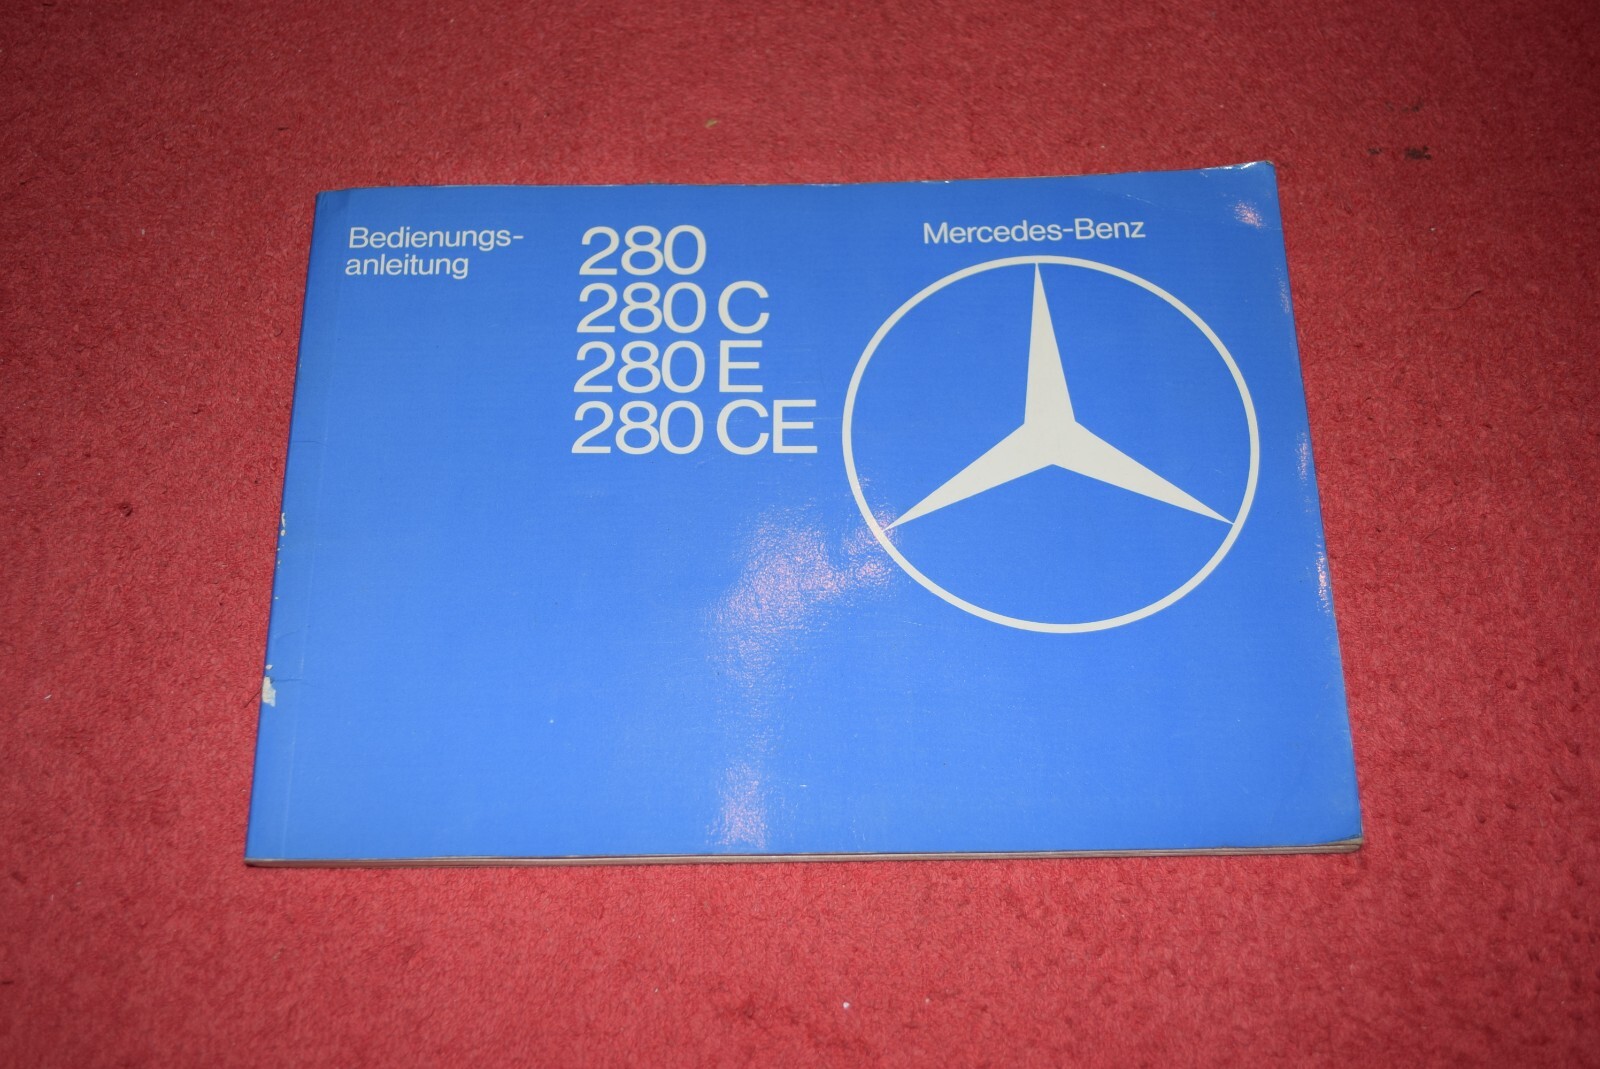 Bedienungs-
anleitung
280
280 C
280 E
280 CE
Mercedes-Benz